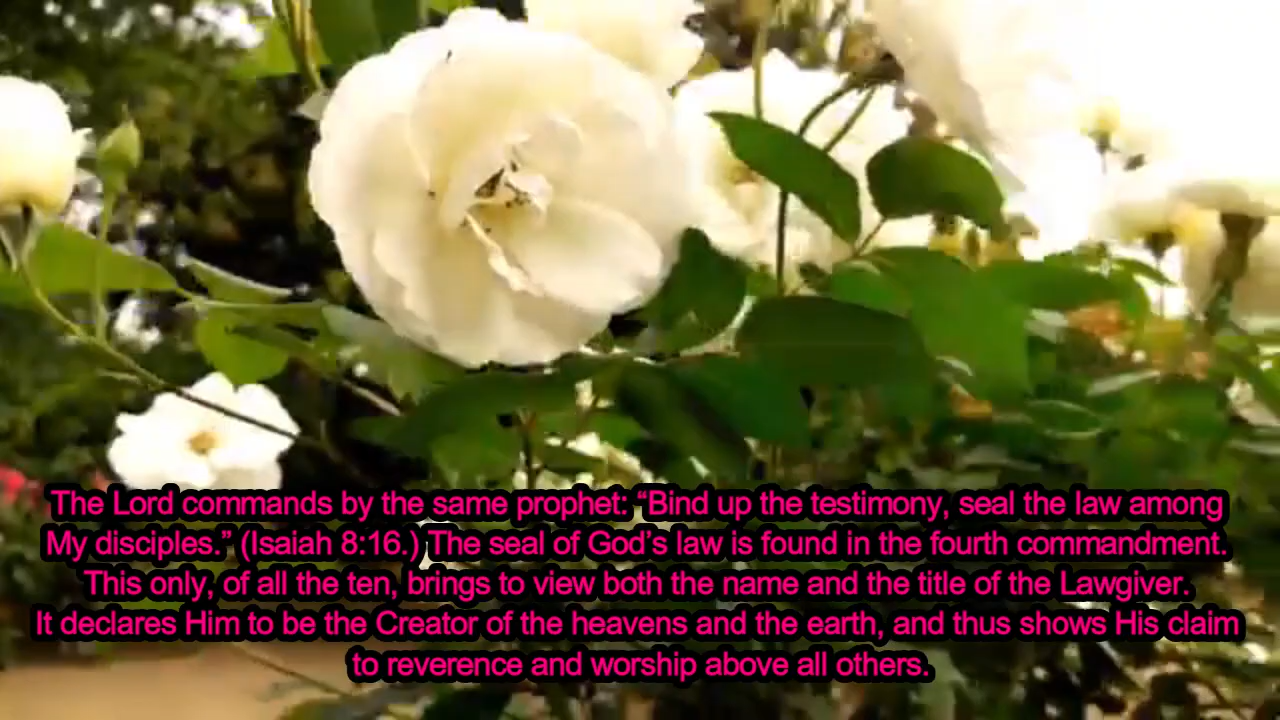 The Lord commands by the same prophet: “Bind up the testimony, seal the law among
My disciples.” (Isaiah 8:16.) The seal of God’s law is found in the fourth commandment.
This only, of all the ten, brings to view both the name and the title of the Lawgiver.
It declares Him to be the Creator of the heavens and the earth, and thus shows His claim
to reverence and worship above all others.